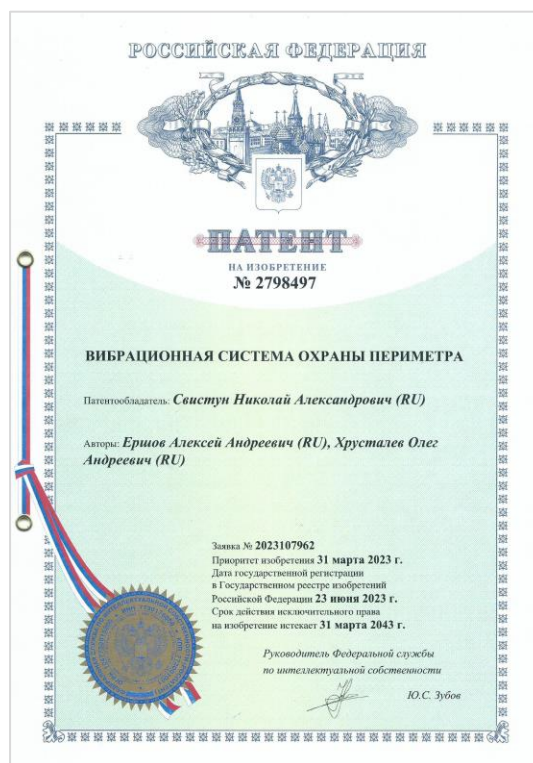 РОССИЙСКАЯ ФЕДЕРАЦИЯ
ПАТЕНТ
НА ИЗОБРЕТЕНИЕ
№ 2798497
ВИБРАЦИОННАЯ СИСТЕМА ОХРАНЫ ПЕРИМЕТРА
Патентообладатель: Свистун Николай Александрович (RU)
Авторы: Ершов Алексей Андреевич (RU), Хрусталев Олег
Андреевич (RU)
Заявка № 2023107962
Приоритет изобретения 31 марта 2023 г.
Дата государственной регистрации
в Государственном реестре изобретений
Российской Федерации 23 июня 2023 г.
Срок действия исключительного права
на изобретение истекает 31 марта 2043 г.
Руководитель Федеральной службы
по интеллектуальной собственности
Ю.С. Зубов